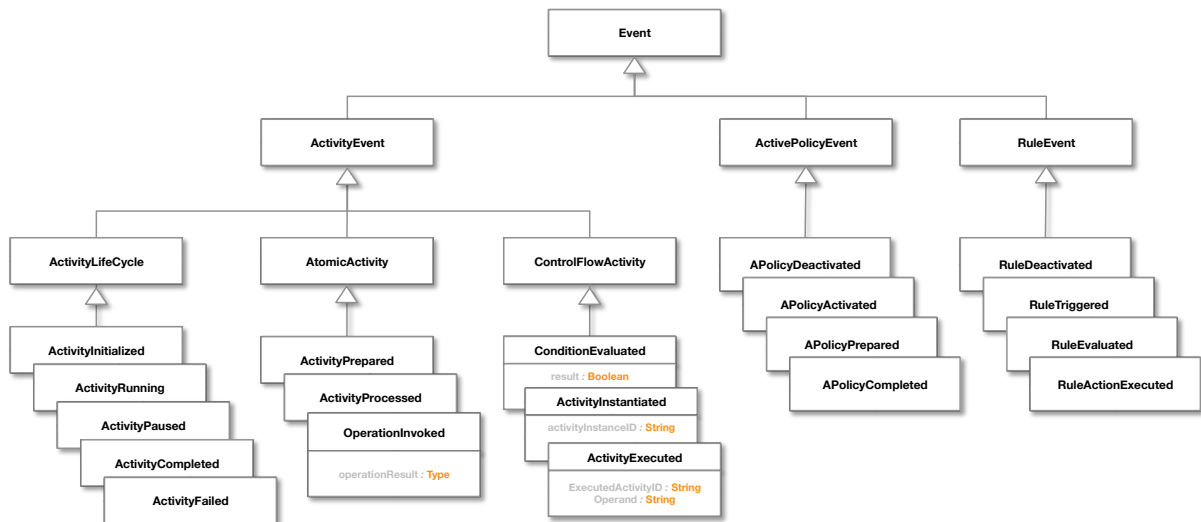 Event
ActivityEvent
ActivePolicyEvent
RuleEvent
ActivityLifeCycle
AtomicActivity
ControlFlowActivity
APolicyDeactivated
APolicyActivated
APolicyPrepared
APolicyCompleted
RuleDeactivated
RuleTriggered
RuleEvaluated
RuleActionExecuted
ActivityInitialized
ActivityRunning
ActivityPaused
ActivityCompleted
ActivityFailed
ActivityPrepared
ActivityProcessed
OperationInvoked
operationResult : Type
ConditionEvaluated
result : Boolean
ActivityInstantiated
activityInstanceID : String
ActivityExecuted
ExecutedActivityID : String
Operand : String